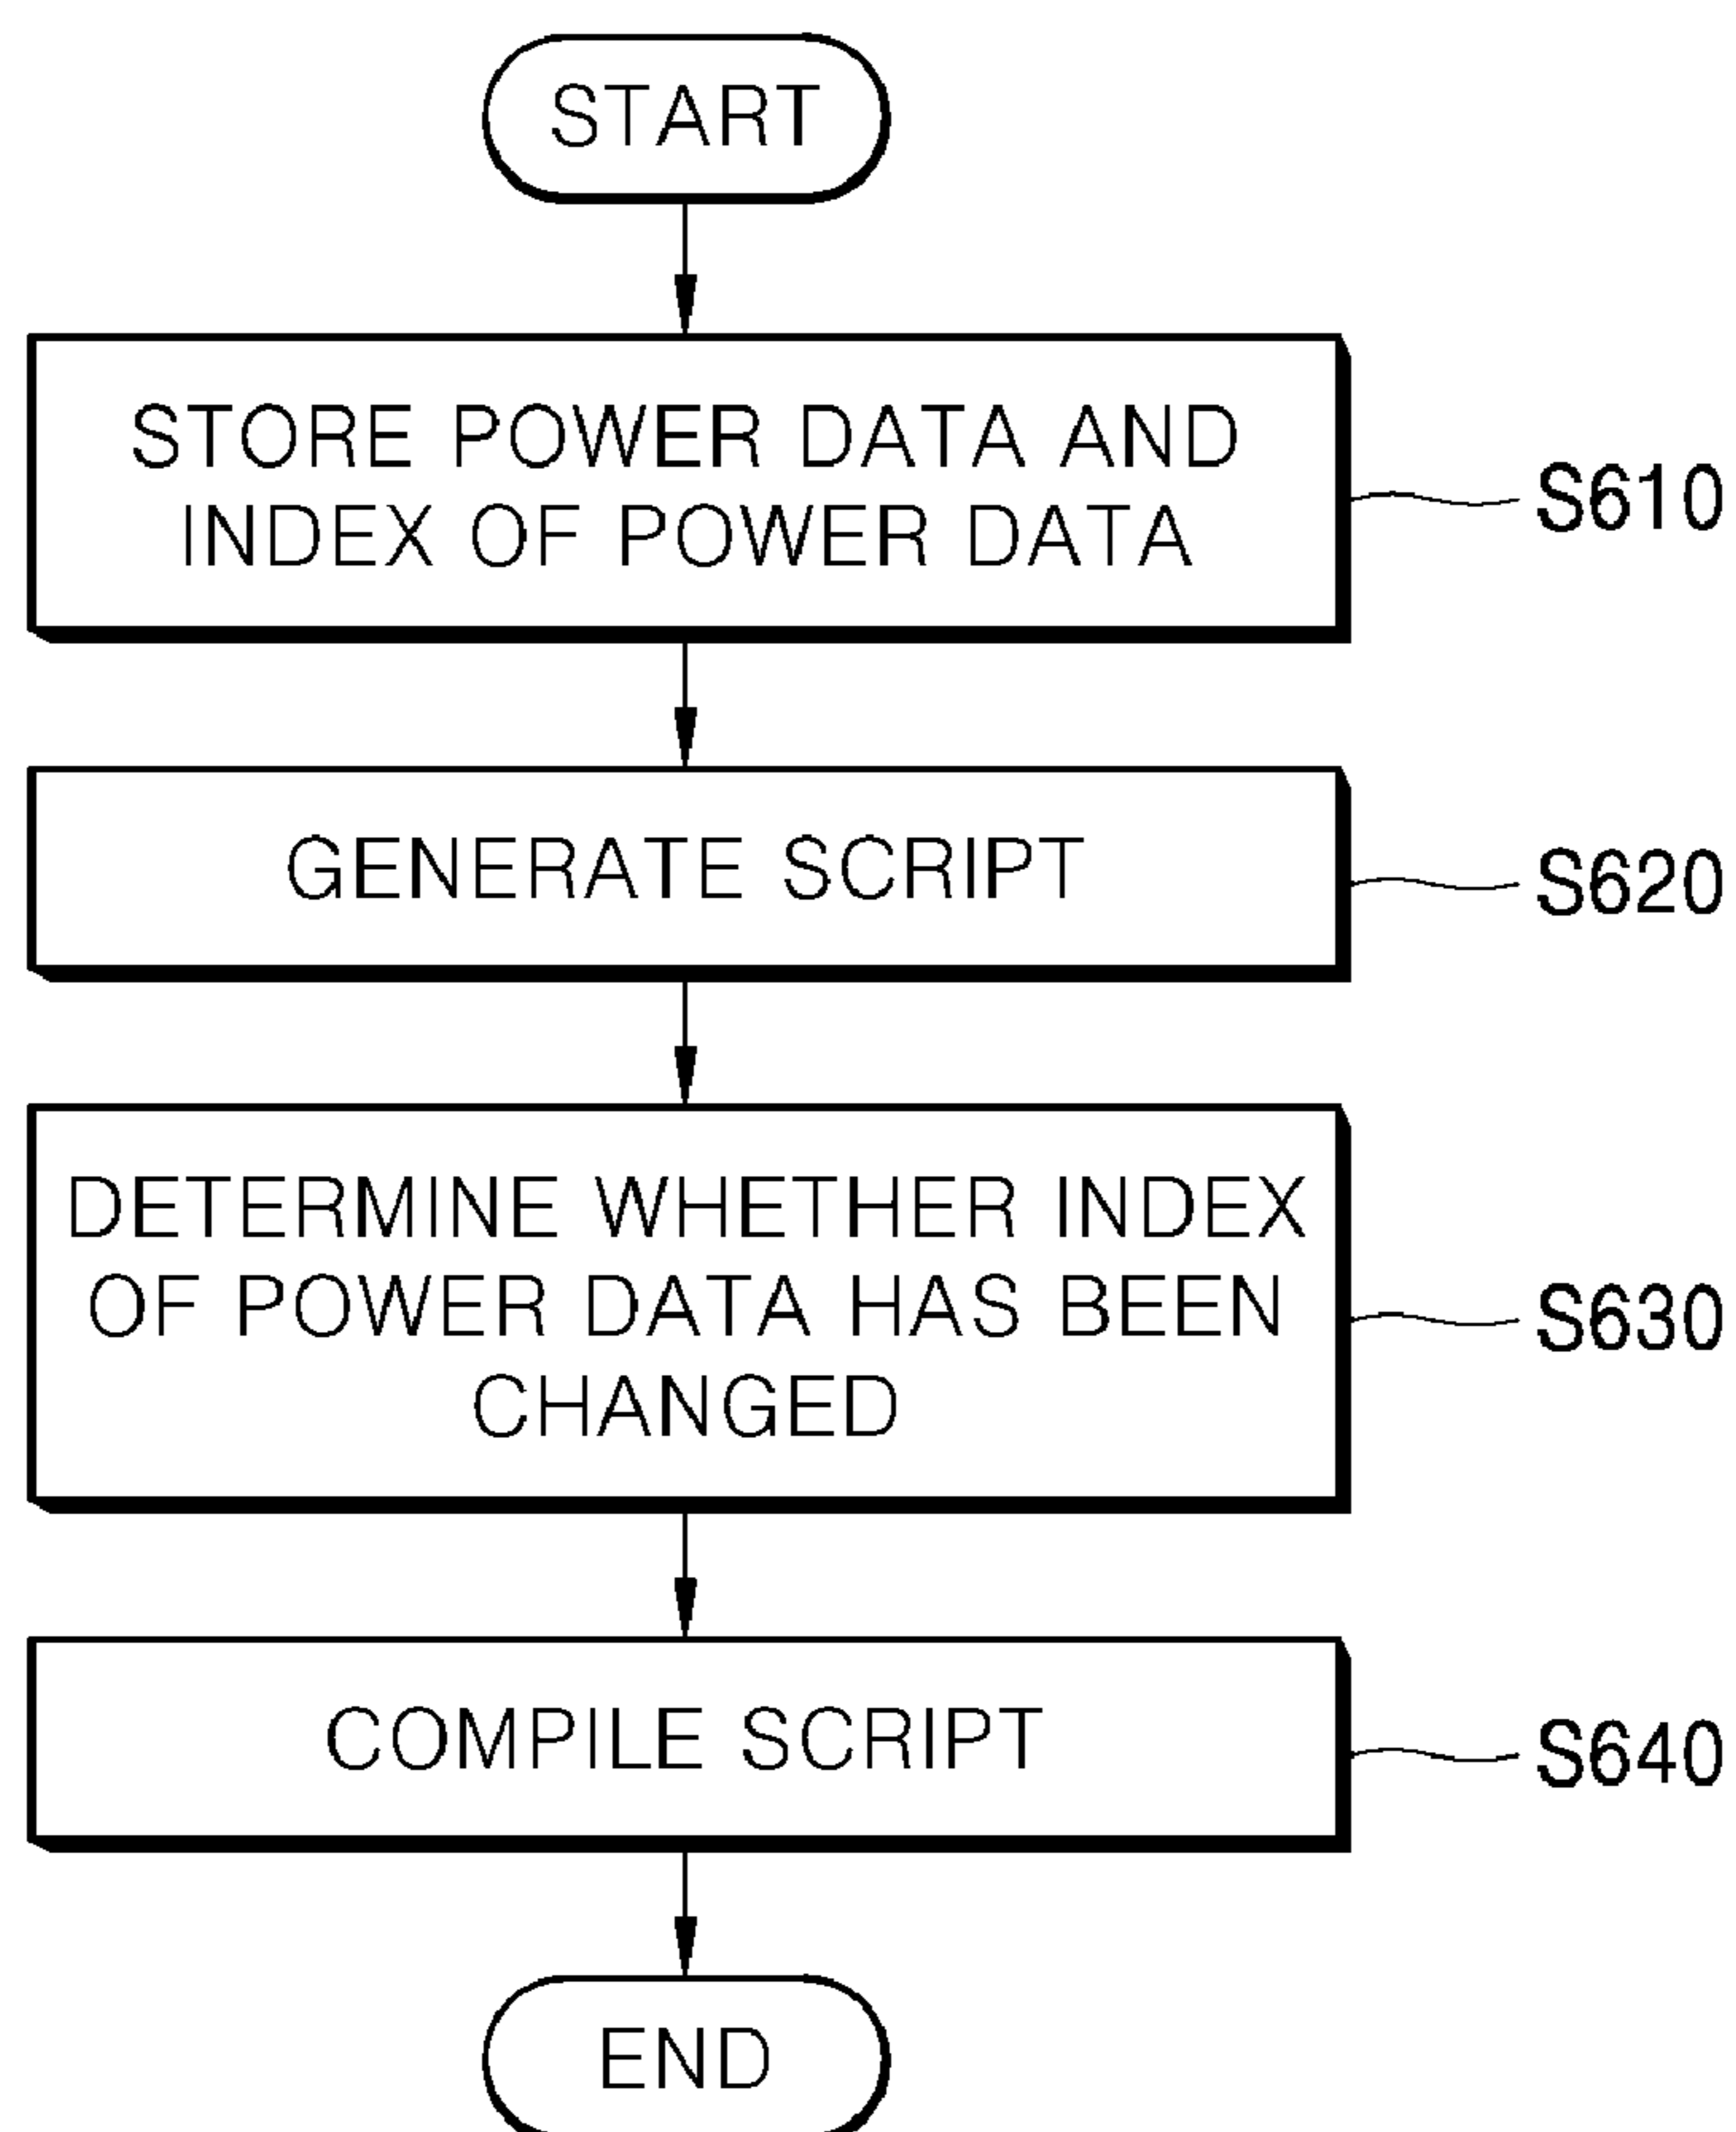 START
STORE POWER DATA AND
INDEX OF POWER DATA
S610
GENERATE SCRIPT
S620
DETERMINE WHETHER INDEX
OF POWER DATA HAS BEEN
CHANGED
S630
COMPILE SCRIPT
S640
END